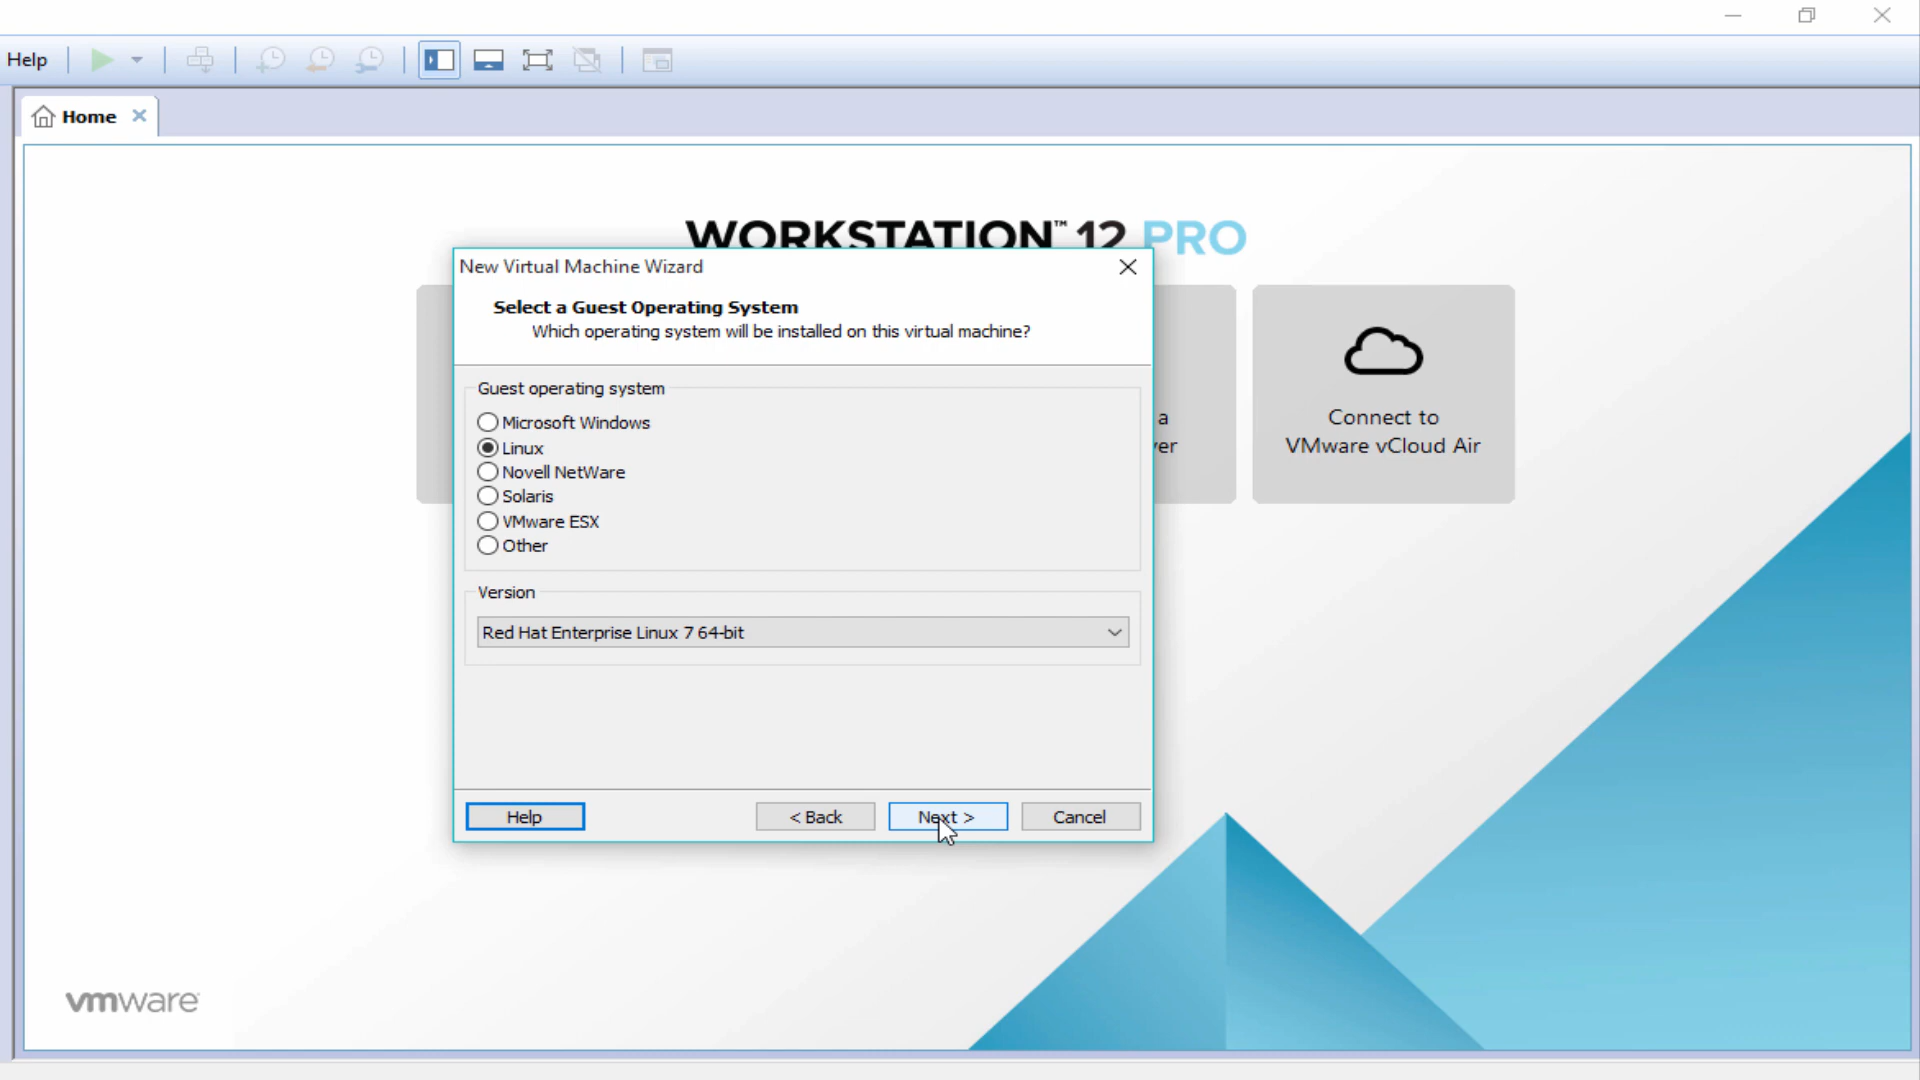 Help
Home
WORKSTATION™ 12 PRO
New Virtual Machine Wizard
Select a Guest Operating System
Which operating system will be installed on this virtual machine?
Guest operating system
Microsoft Windows
Linux
Novell NetWare
Solaris
VMware ESX
Other
Version
Red Hat Enterprise Linux 7 64-bit
Help
< Back
Next >
Cancel
a
er
Connect to
VMware vCloud Air
vmware